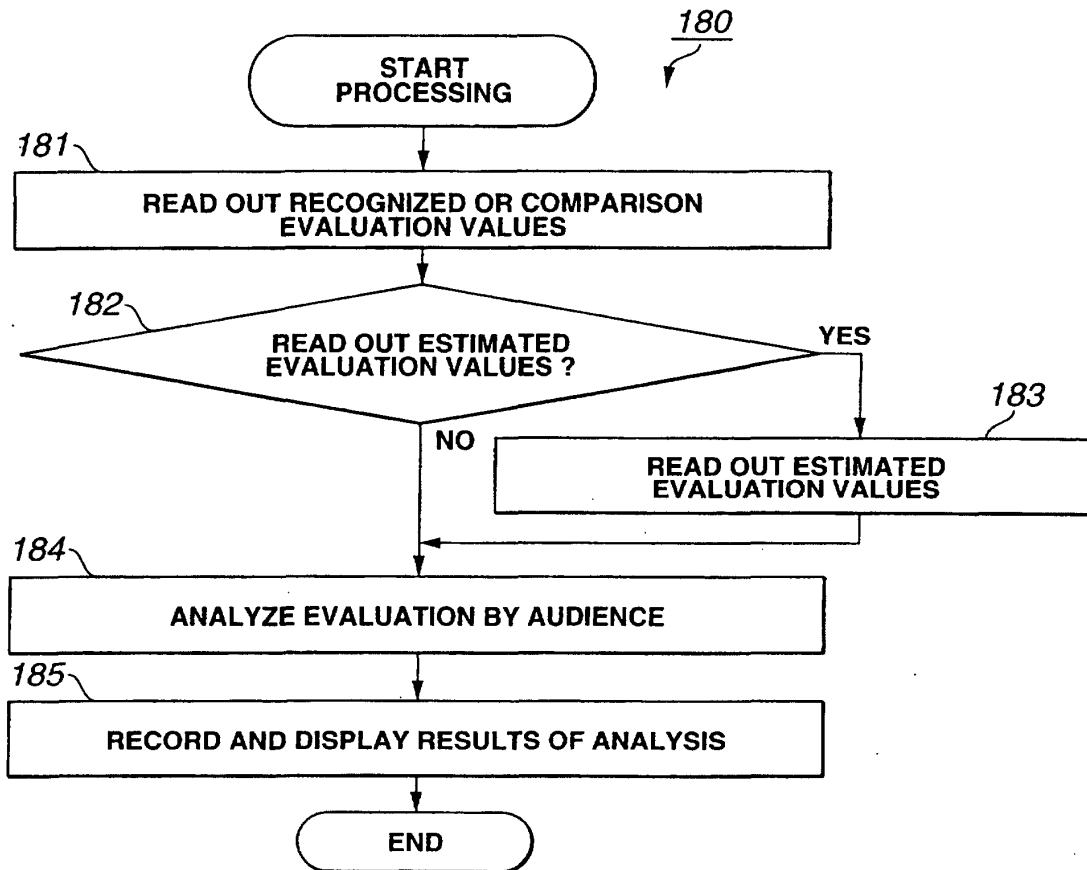 180
START
PROCESSING
181
READ OUT RECOGNIZED OR COMPARISON
EVALUATION VALUES
182
READ OUT ESTIMATED
EVALUATION VALUES ?
YES
NO
183
READ OUT ESTIMATED
EVALUATION VALUES
184
ANALYZE EVALUATION BY AUDIENCE
185
RECORD AND DISPLAY RESULTS OF ANALYSIS
END